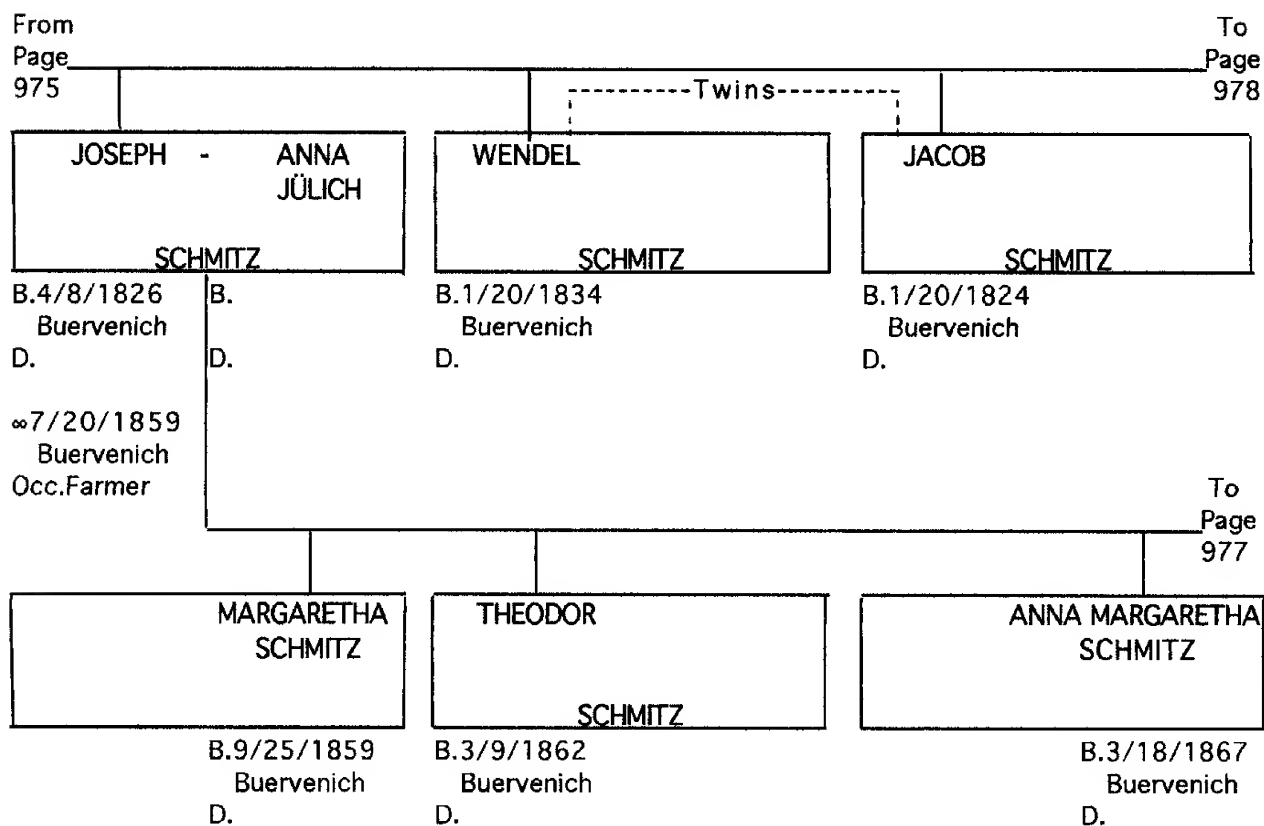 From
Page
975
To
Page
978
--------Twins--------
JOSEPH - ANNA
JÜLICH
SCHMITZ
WENDEL
SCHMITZ
JACOB
SCHMITZ
B.4/8/1826
Buervenich
D.
B.
D.
B.1/20/1834
Buervenich
D.
B.1/20/1824
Buervenich
D.
∞7/20/1859
Buervenich
Occ.Farmer
To
Page
977
MARGARETHA
SCHMITZ
THEODOR
SCHMITZ
ANNA MARGARETHA
SCHMITZ
B.9/25/1859
Buervenich
D.
B.3/9/1862
Buervenich
D.
B.3/18/1867
Buervenich
D.